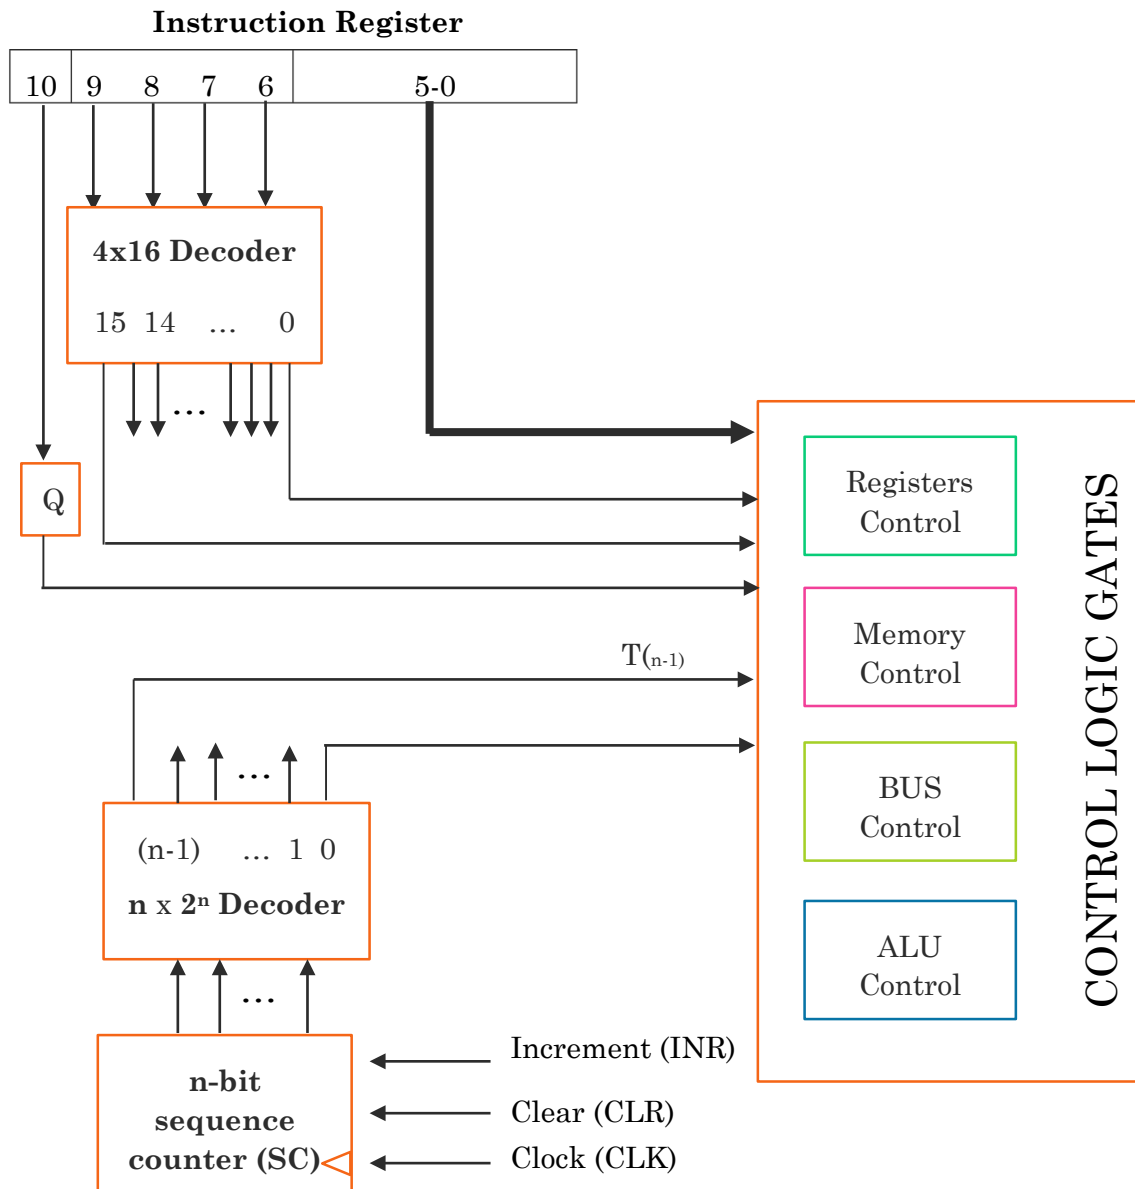 Instruction Register
10 9 8 7 6 5-0
4x16 Decoder
15 14 ... 0
...
Q
Registers
Control
Memory
Control
BUS
Control
ALU
Control
CONTROL LOGIC GATES
T(n-1)
...
(n-1) ... 1 0
n x 2ⁿ Decoder
...
n-bit
sequence
counter (SC)
Increment (INR)
Clear (CLR)
Clock (CLK)